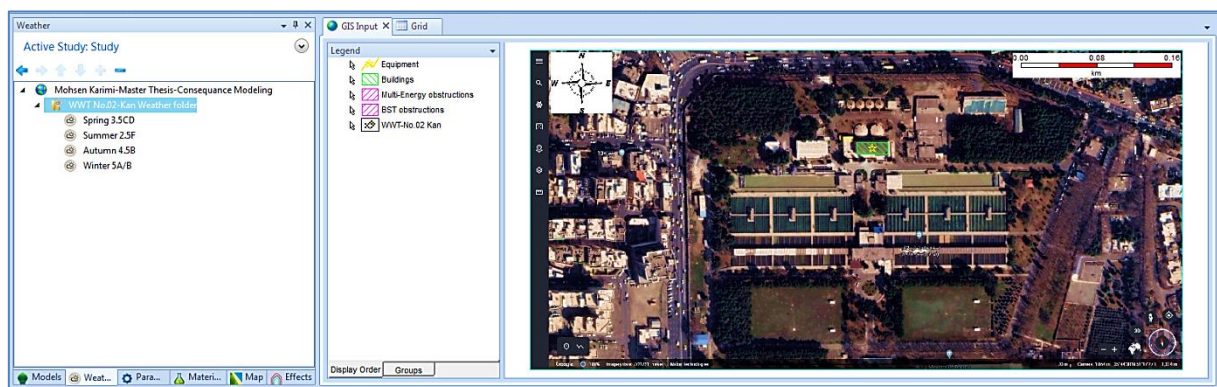 Weather
Active Study: Study
Mohsen Karimi-Master Thesis-Consequance Modeling
WWT No.02-Kan Weather folder
Spring 3.5CD
Summer 2.5F
Autumn 4.5B
Winter 5A/B
Models
Weat...
Para...
Materi...
Map
Effects
GIS Input
Grid
Legend
Equipment
Buildings
Multi-Energy obstructions
BST obstructions
WWT-No.02 Kan
Display Order
Groups
N
W
E
S
0.00 0.08 0.16
km
3D
Google
100%